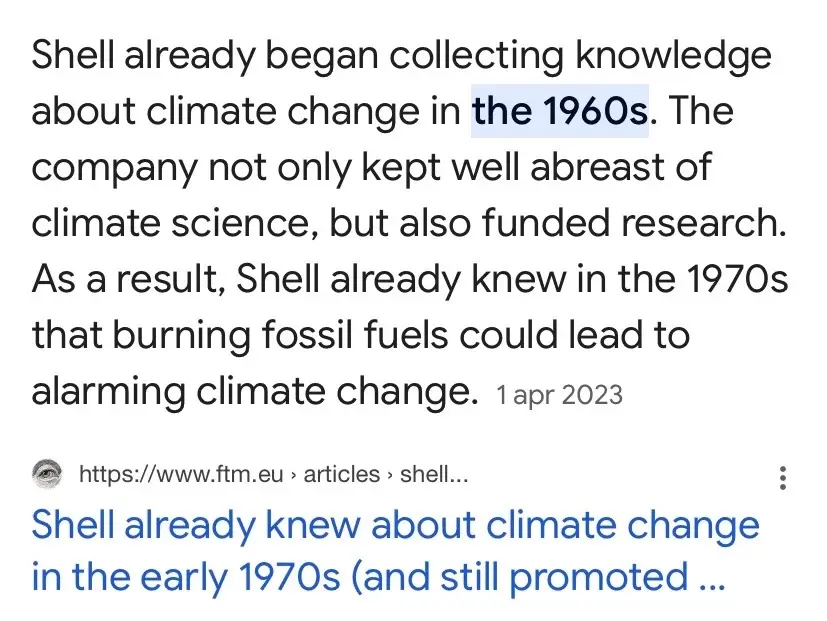 Shell already began collecting knowledge
about climate change in the 1960s. The
company not only kept well abreast of
climate science, but also funded research.
As a result, Shell already knew in the 1970s
that burning fossil fuels could lead to
alarming climate change. 1 apr 2023
https://www.ftm.eu › articles › shell...
Shell already knew about climate change
in the early 1970s (and still promoted ...